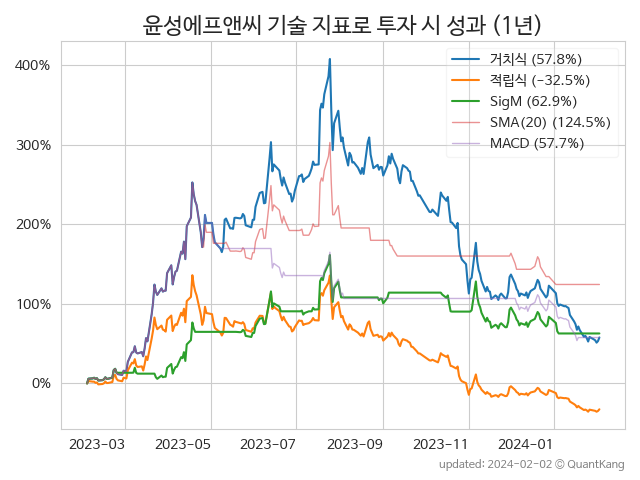 윤성에프앤씨 기술 지표로 투자 시 성과 (1년)
거치식 (57.8%)
적립식 (−32.5%)
SigM (62.9%)
SMA(20) (124.5%)
MACD (57.7%)
400%
300%
200%
100%
0%
2023-03 2023-05 2023-07 2023-09 2023-11 2024-01
updated: 2024-02-02 © QuantKang